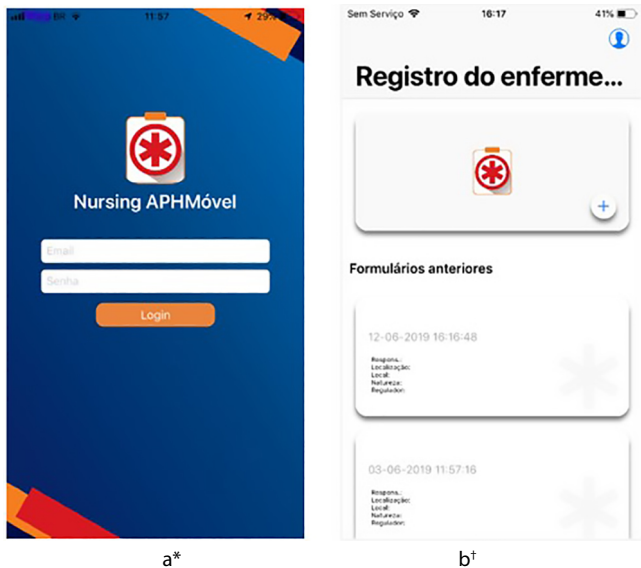 BR 11:57 29%
Nursing APHMóvel
Email
Senha
Login
a*
Sem Serviço 16:17 41%
Registro do enferme...
+
Formulários anteriores
12-06-2019 16:16:48
Respons.:
Localização:
Local:
Natureza:
Regulador:
03-06-2019 11:57:16
Respons.:
Localização:
Local:
Natureza:
Regulador:
b†